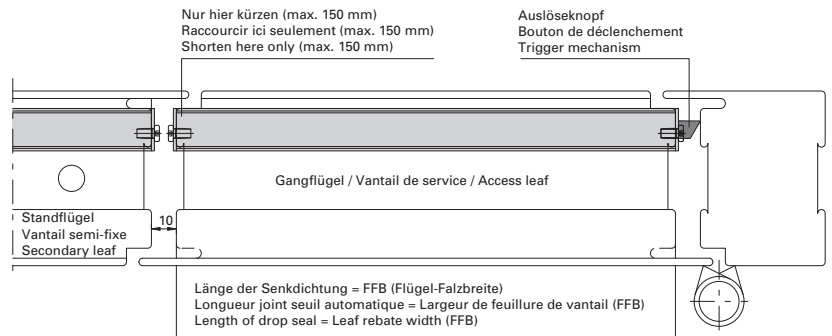 Nur hier kürzen (max. 150 mm)
Raccourcir ici seulement (max. 150 mm)
Shorten here only (max. 150 mm)
Auslöseknopf
Bouton de déclenchement
Trigger mechanism
Gangflügel / Vantail de service / Access leaf
Standflügel
Vantail semi-fixe
Secondary leaf
10
Länge der Senkdichtung = FFB (Flügel-Falzbreite)
Longueur joint seuil automatique = Largeur de feuillure de vantail (FFB)
Length of drop seal = Leaf rebate width (FFB)